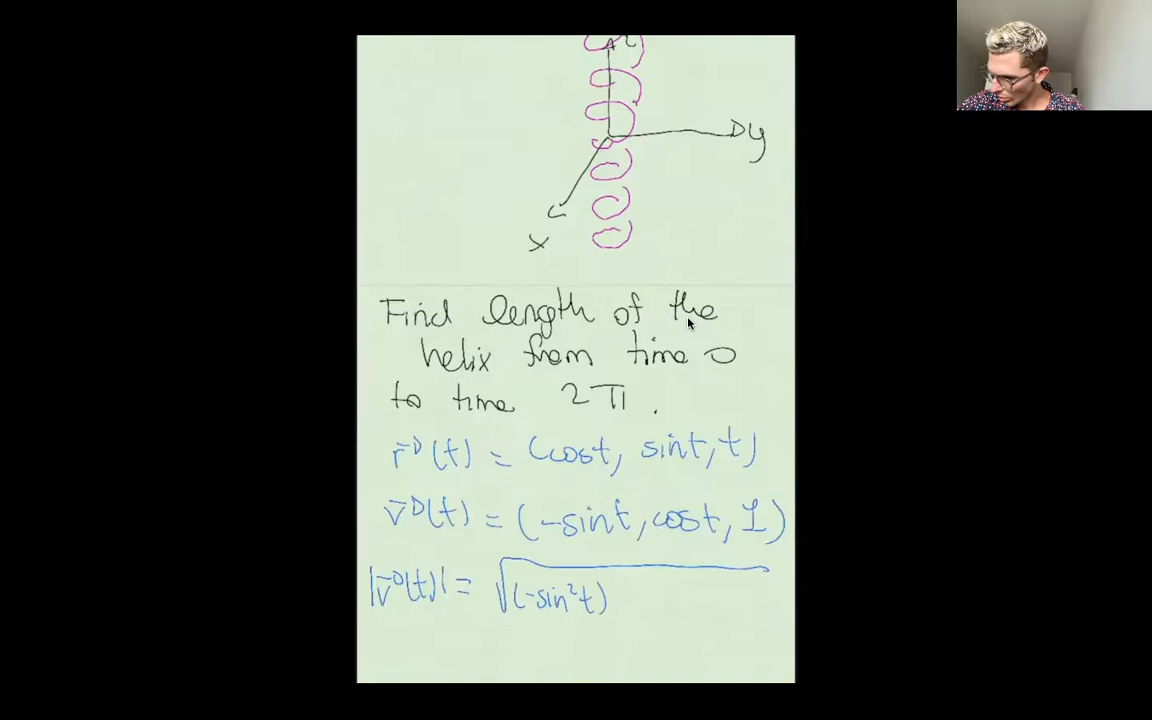 z
y
x
Find length of the
helix from time 0
to time 2π.
r⃗(t) = (cost, sint, t)
v⃗(t) = (-sint, cost, 1)
|v⃗(t)| = √(-sin²t)